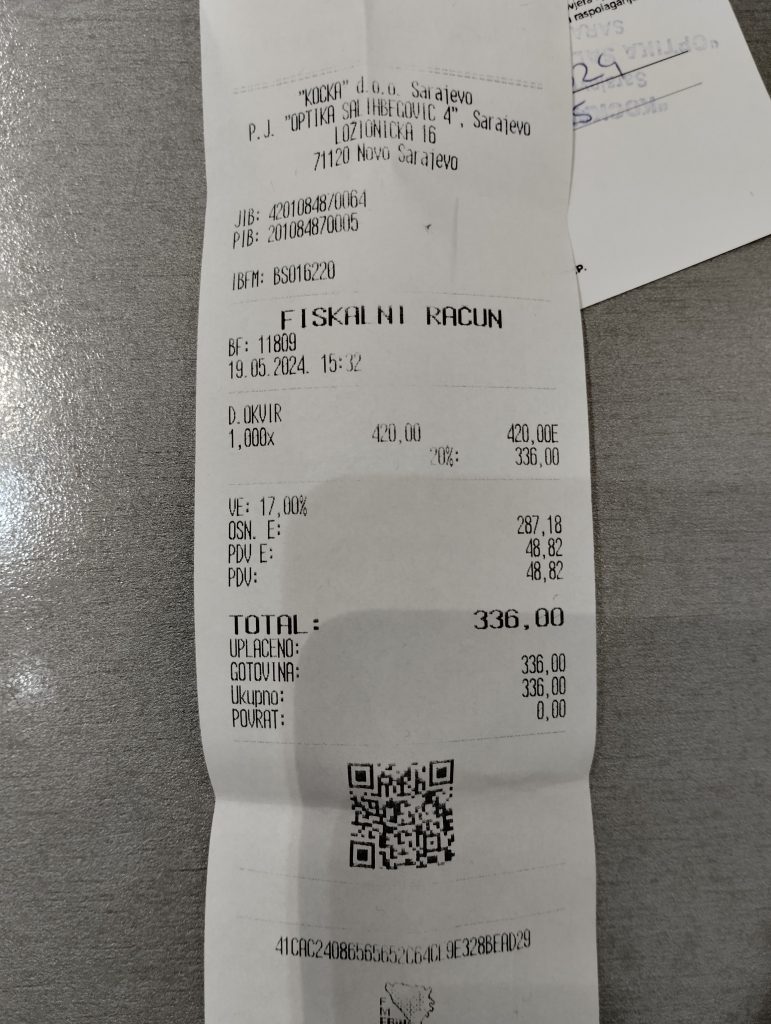 "KOCKA" d.o.o. Sarajevo
P.J. "OPTIKA SALIHBEGOVIC 4", Sarajevo
LOZIONICKA 16
71120 Novo Sarajevo
JIB: 4201084870064
PIB: 201084870005
IBFM: BS016220
FISKALNI RACUN
BF: 11809
19.05.2024. 15:32
D.OKVIR
1,000x 420,00 420,00E
20%: 336,00
VE: 17,00%
OSN. E: 287,18
PDV E: 48,82
PDV: 48,82
TOTAL: 336,00
UPLACENO:
GOTOVINA: 336,00
Ukupno: 336,00
POVRAT: 0,00
raspolaganje
P.